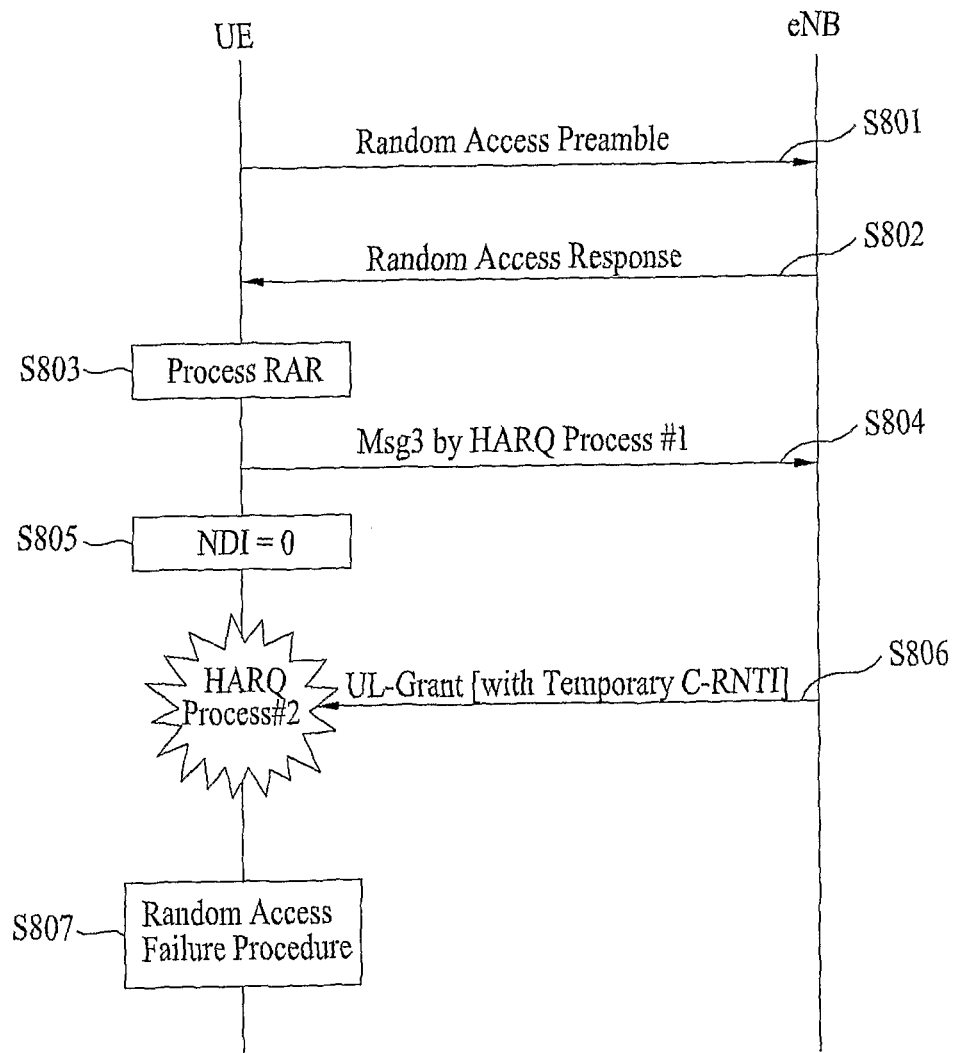 UE
eNB
S801
Random Access Preamble
S802
Random Access Response
S803
Process RAR
S804
Msg3 by HARQ Process #1
S805
NDI = 0
S806
HARQ
Process#2
UL-Grant [with Temporary C-RNTI]
S807
Random Access
Failure Procedure